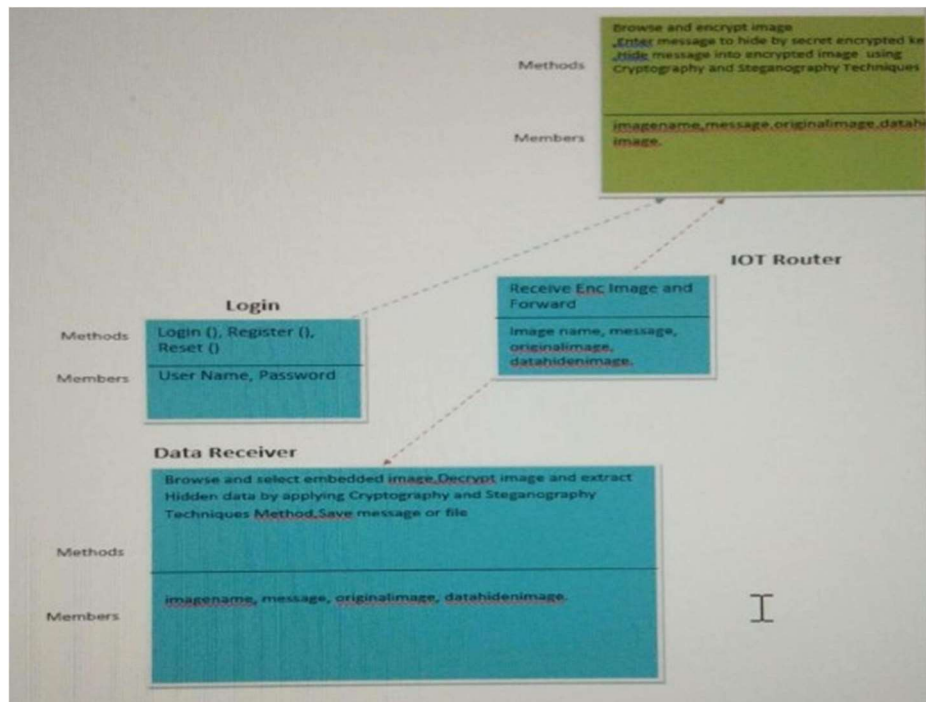 Browse and encrypt image
Enter message to hide by secret encrypted ke
Hide message into encrypted image using
Cryptography and Steganography Techniques
Methods
imagename,message,originalimage,datahi
image.
Members
IOT Router
Receive Enc Image and
Forward
Image name, message,
originalimage,
datahidenimage.
Login
Methods
Login (), Register (),
Reset ()
Members
User Name, Password
Data Receiver
Browse and select embedded image,Decrypt image and extract
Hidden data by applying Cryptography and Steganography
Techniques Method,Save message or file
Methods
imagename, message, originalimage, datahidenimage.
Members